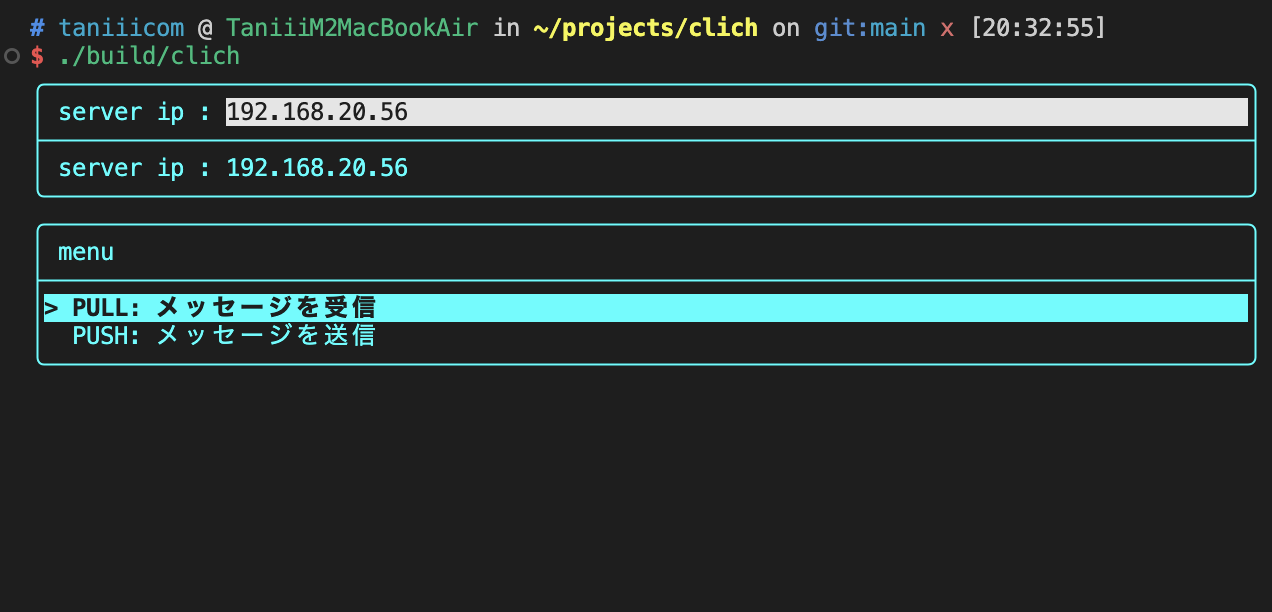 # taniiicom @ TaniiiM2MacBookAir in ~/projects/clich on git:main x [20:32:55]
$ ./build/clich
server ip : 192.168.20.56
server ip : 192.168.20.56
menu
> PULL: メッセージを受信
PUSH: メッセージを送信